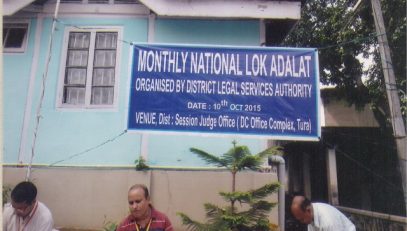 MONTHLY NATIONAL LOK ADALAT
ORGANISED BY DISTRICT LEGAL SERVICES AUTHORITY
DATE : 10th OCT 2015
VENUE, Dist : Session Judge Office ( DC Office Complex, Tura)